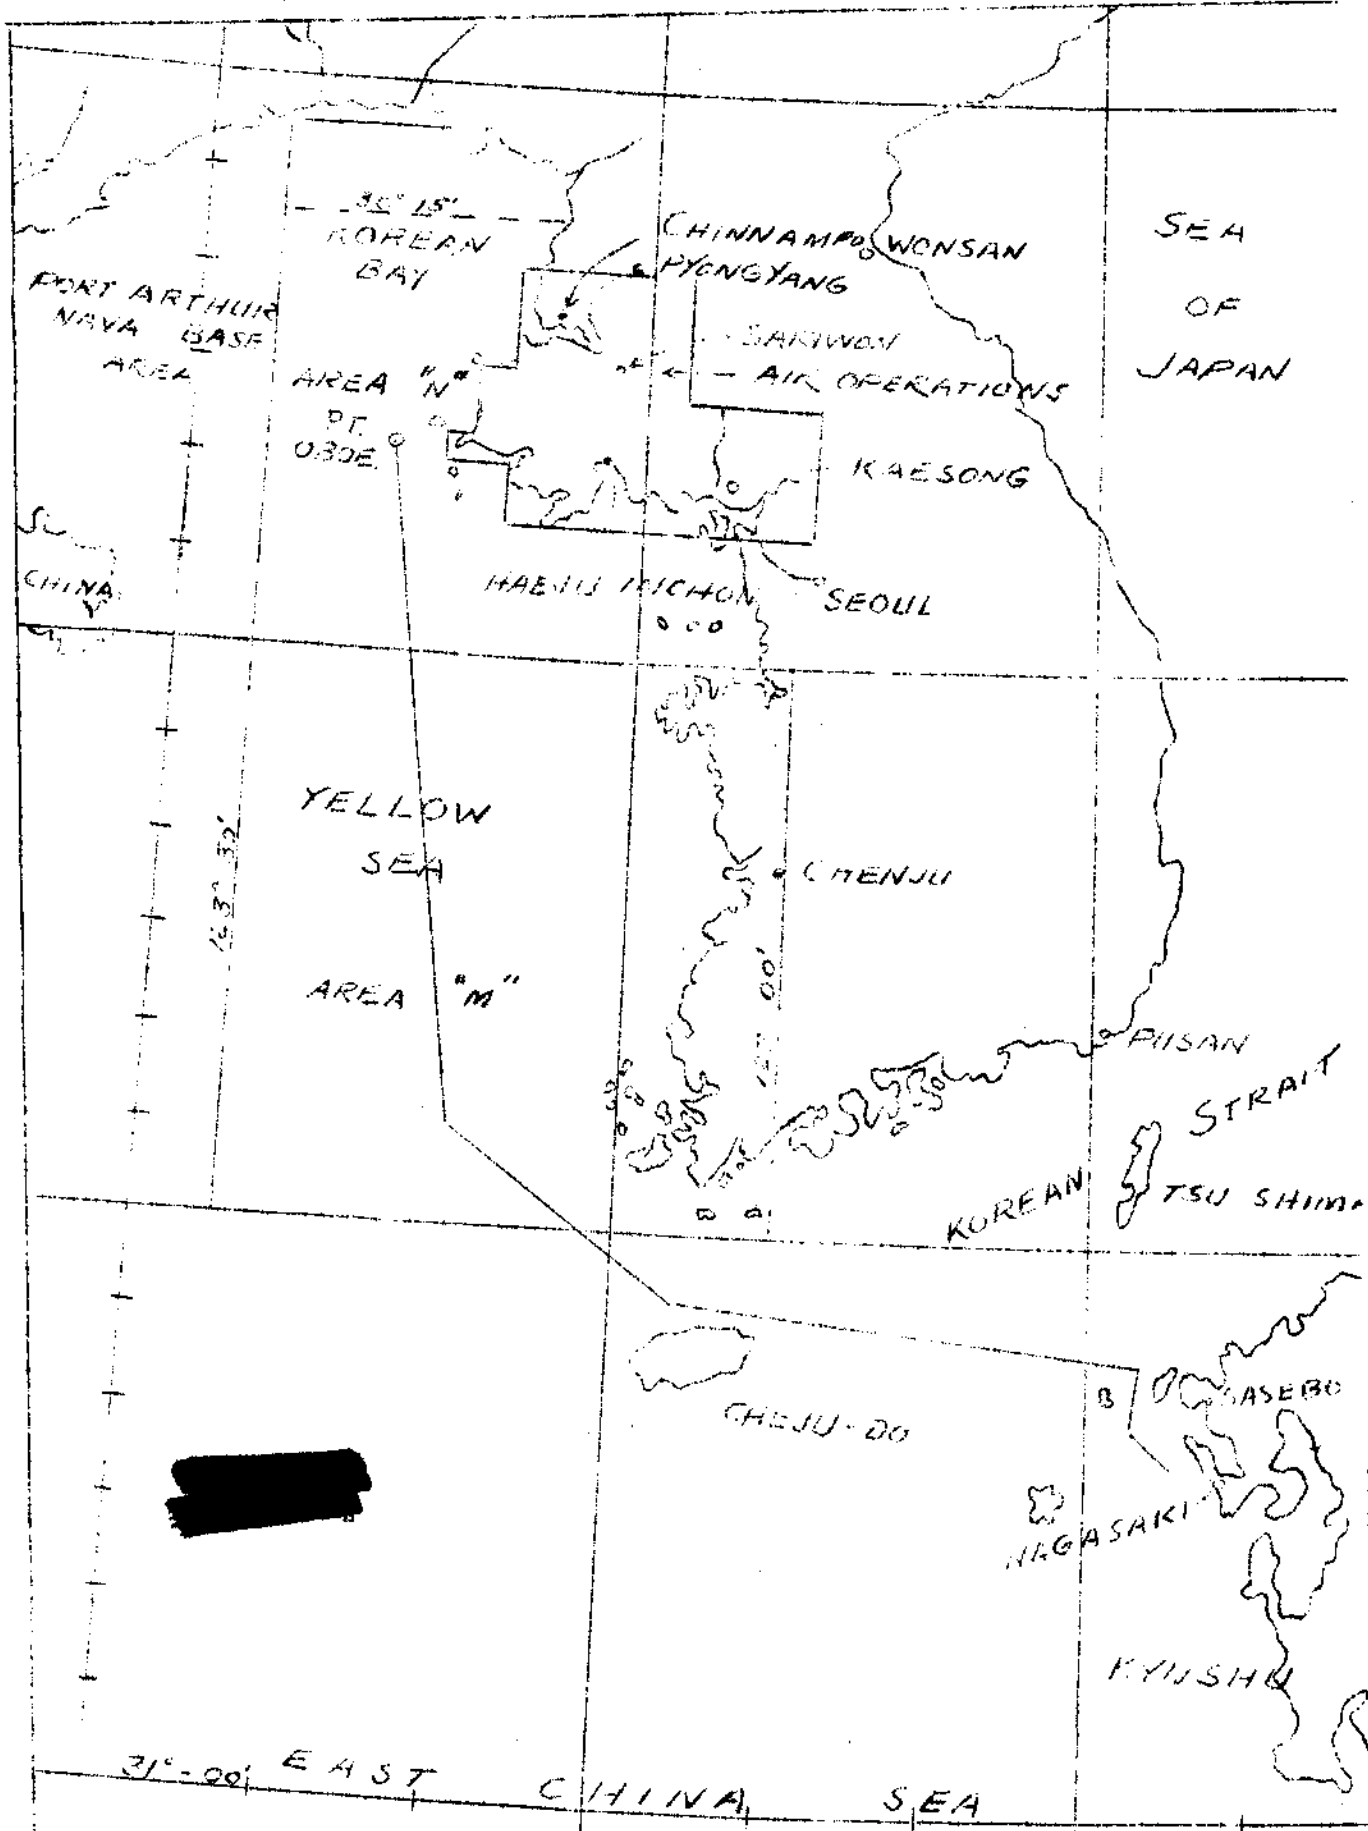 SEA
OF
JAPAN
KOREAN
BAY
CHINNAMPO
WONSAN
PYONGYANG
PORT ARTHUR
NAVA BASE
AREA
SARIWON
AIR OPERATIONS
AREA "N"
PT.
OBOE
KAESONG
CHINA
HAEJU INCHON
SEOUL
YELLOW
SEA
CHENJU
AREA "M"
PUSAN
KOREAN STRAIT
TSU SHIMA
B
SASEBO
CHEJU-DO
NAGASAKI
KYUSHU
31°-00'
EAST CHINA SEA